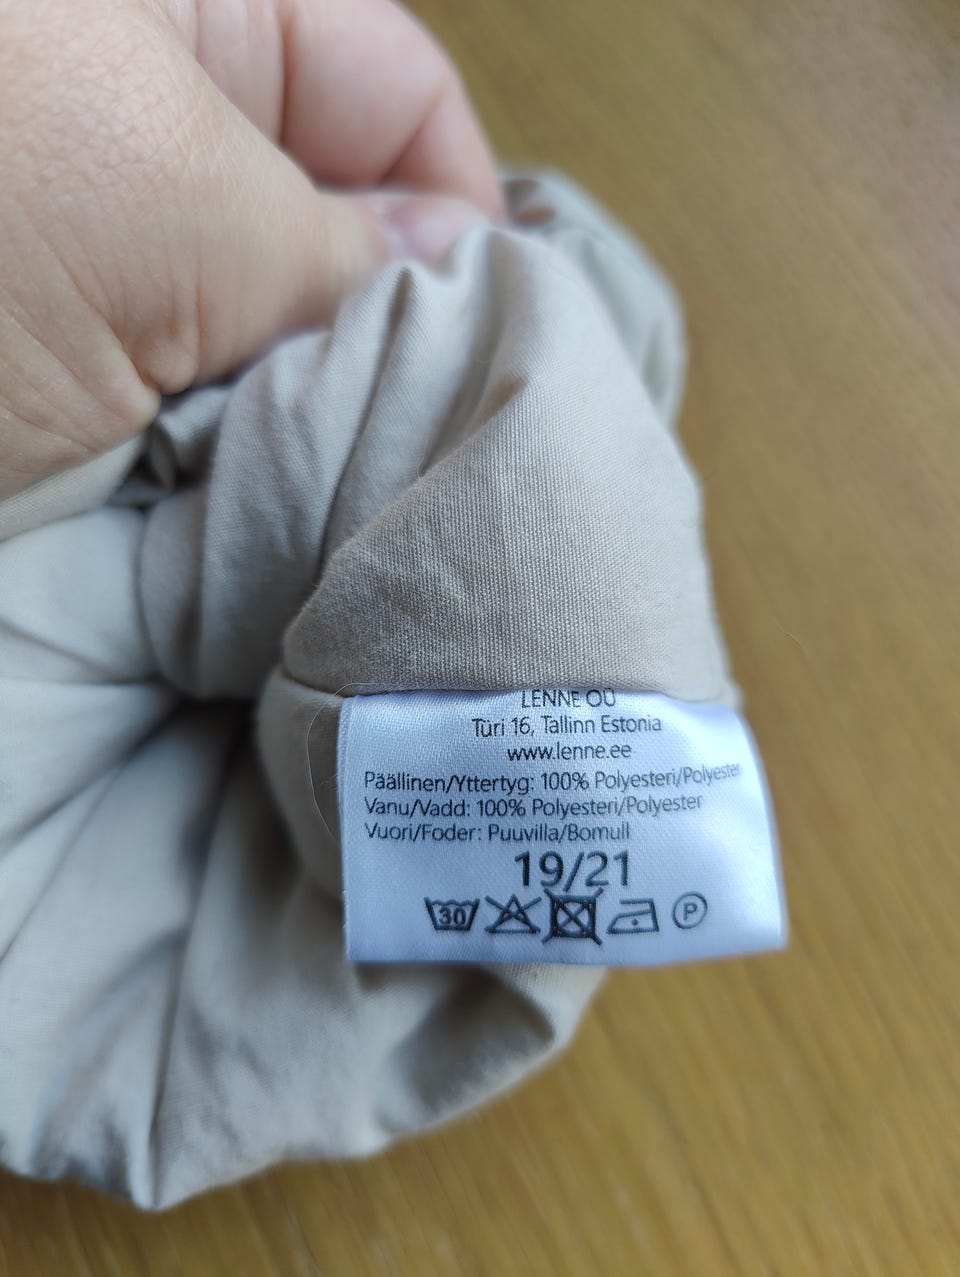 LENNE OÜ
Türi 16, Tallinn Estonia
www.lenne.ee
Päällinen/Yttertyg: 100% Polyesteri/Polyester
Vanu/Vadd: 100% Polyesteri/Polyester
Vuori/Foder: Puuvilla/Bomull
19/21
30 P